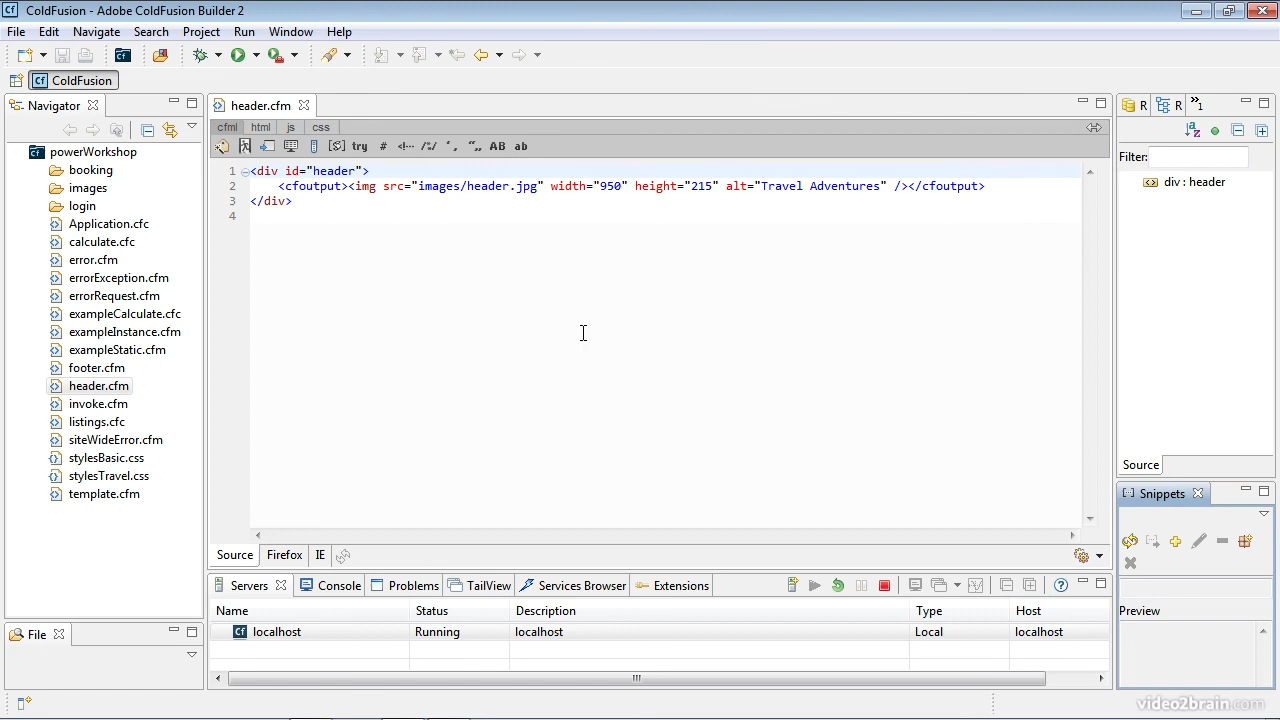 ColdFusion - Adobe ColdFusion Builder 2
File Edit Navigate Search Project Run Window Help
ColdFusion
Navigator
powerWorkshop
booking
images
login
Application.cfc
calculate.cfc
error.cfm
errorException.cfm
errorRequest.cfm
exampleCalculate.cfc
exampleInstance.cfm
exampleStatic.cfm
footer.cfm
header.cfm
invoke.cfm
listings.cfc
siteWideError.cfm
stylesBasic.css
stylesTravel.css
template.cfm
File
header.cfm
cfml html js css
try # <!-- /*/ ' , " ,, AB ab
1 <div id="header">
2 <cfoutput><img src="images/header.jpg" width="950" height="215" alt="Travel Adventures" /></cfoutput>
3 </div>
4
Source Firefox IE
Servers Console Problems TailView Services Browser Extensions
Name Status Description Type Host
localhost Running localhost Local localhost
R R »1
Filter:
div : header
Source
Snippets
Preview
video2brain.com